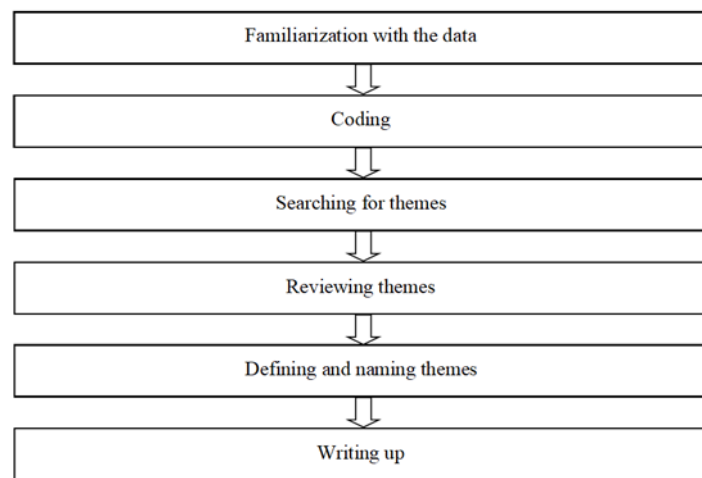 Familiarization with the data
Coding
Searching for themes
Reviewing themes
Defining and naming themes
Writing up